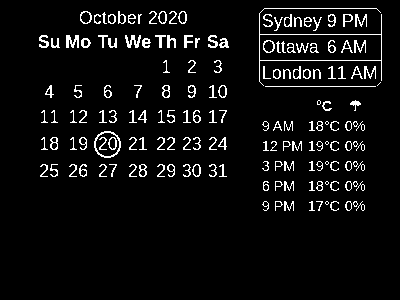 October 2020
Su Mo Tu We Th Fr Sa
1 2 3
4 5 6 7 8 9 10
11 12 13 14 15 16 17
18 19 20 21 22 23 24
25 26 27 28 29 30 31
Sydney 9 PM
Ottawa 6 AM
London 11 AM
°C ☂
9 AM 18°C 0%
12 PM 19°C 0%
3 PM 19°C 0%
6 PM 18°C 0%
9 PM 17°C 0%